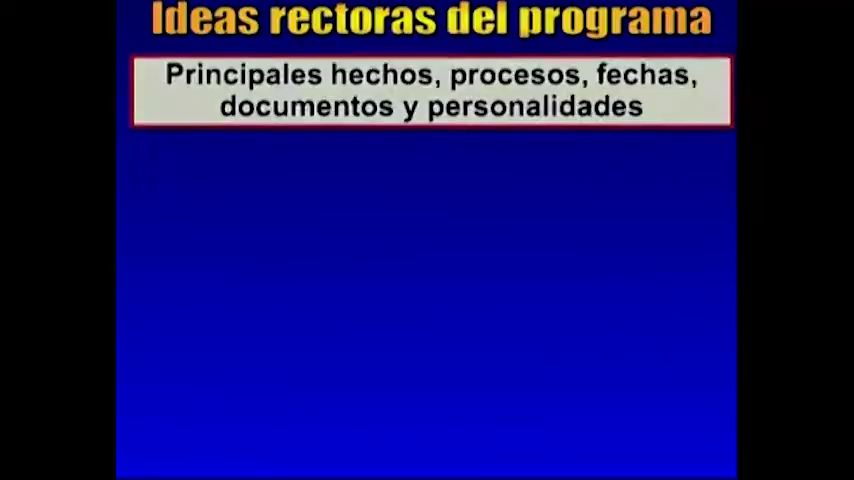 Ideas rectoras del programa
Principales hechos, procesos, fechas,
documentos y personalidades